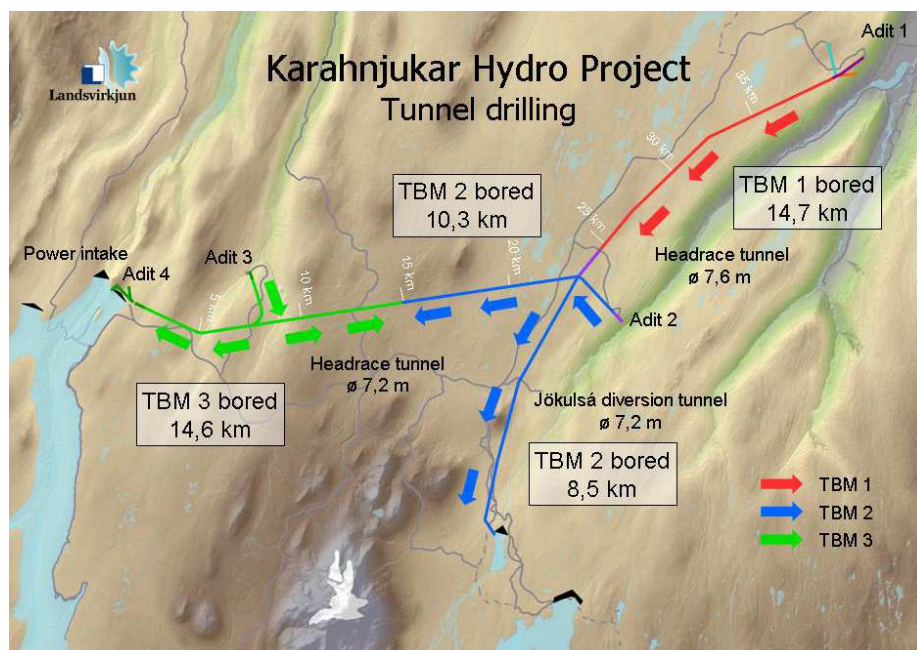 Landsvirkjun
Karahnjukar Hydro Project
Tunnel drilling
Adit 1
35 km
30 km
TBM 1 bored
14,7 km
TBM 2 bored
10,3 km
25 km
Headrace tunnel
ø 7,6 m
20 km
Power intake
Adit 4
Adit 3
5 km
10 km
15 km
Adit 2
Headrace tunnel
ø 7,2 m
TBM 3 bored
14,6 km
Jökulsá diversion tunnel
ø 7,2 m
TBM 2 bored
8,5 km
TBM 1
TBM 2
TBM 3